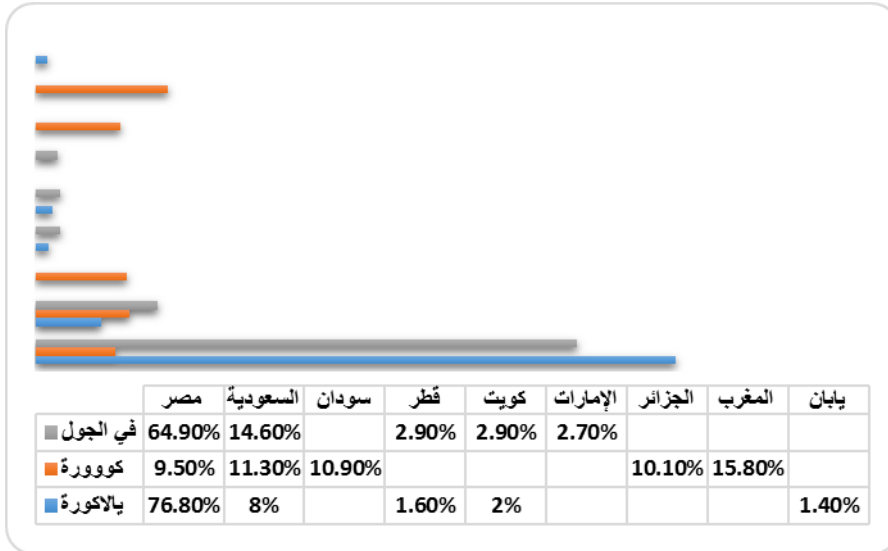 مصر السعودية سودان قطر كويت الإمارات الجزائر المغرب يابان
في الجول 64.90% 14.60% 2.90% 2.90% 2.70%
كووورة 9.50% 11.30% 10.90% 10.10% 15.80%
يالاكورة 76.80% 8% 1.60% 2% 1.40%